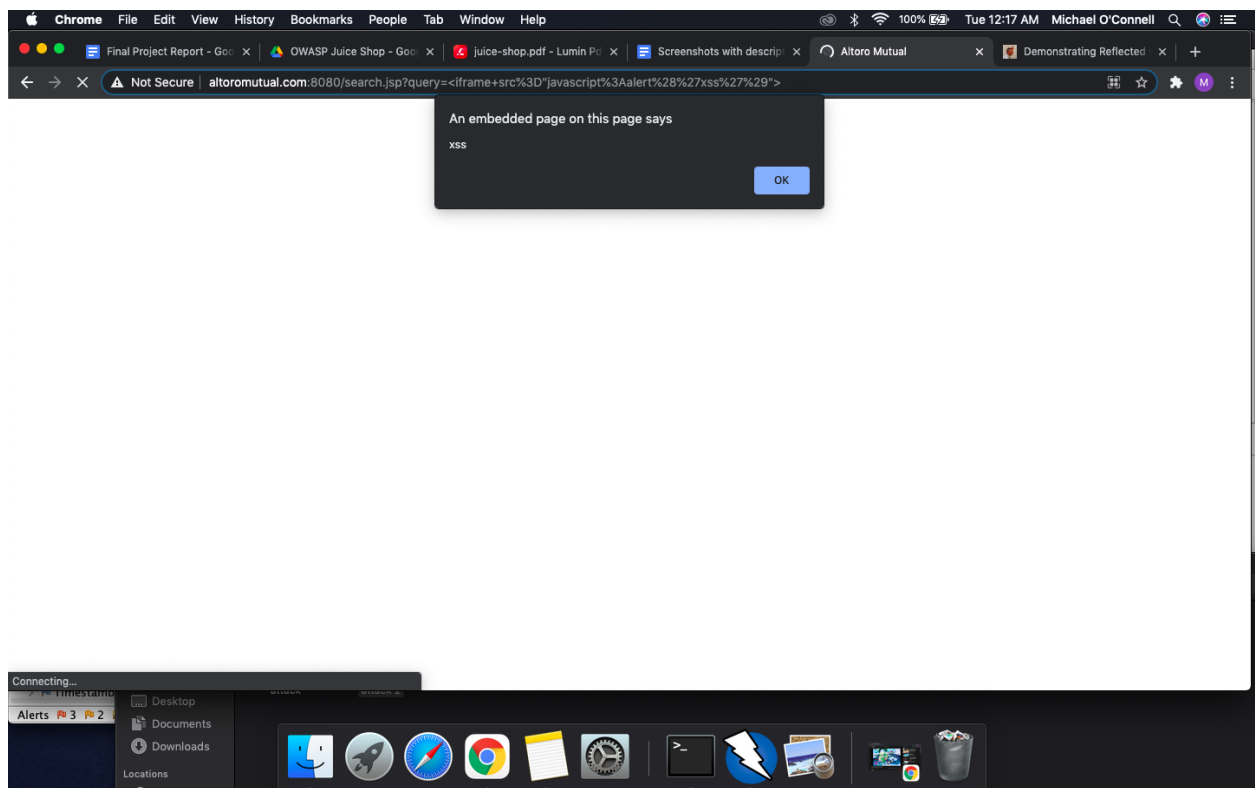 Chrome File Edit View History Bookmarks People Tab Window Help 100% Tue 12:17 AM Michael O'Connell
Final Project Report - Goo OWASP Juice Shop - Goo juice-shop.pdf - Lumin Pd Screenshots with descript Altoro Mutual Demonstrating Reflected
Not Secure altoromutual.com:8080/search.jsp?query=<iframe+src%3D"javascript%3Aalert%28%27xss%27%29"> M
An embedded page on this page says
xss
OK
Connecting...
Desktop
Alerts 3 2
Documents
Downloads
Locations